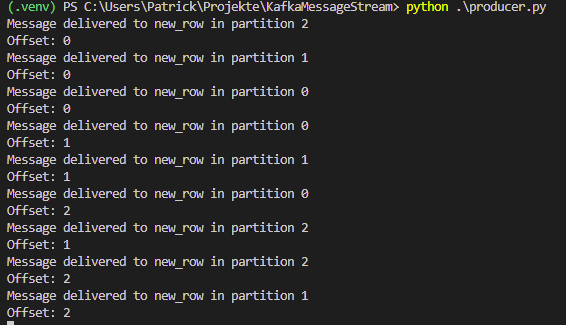 (.venv) PS C:\Users\Patrick\Projekte\KafkaMessageStream> python .\producer.py
Message delivered to new_row in partition 2
Offset: 0
Message delivered to new_row in partition 1
Offset: 0
Message delivered to new_row in partition 0
Offset: 0
Message delivered to new_row in partition 0
Offset: 1
Message delivered to new_row in partition 1
Offset: 1
Message delivered to new_row in partition 0
Offset: 2
Message delivered to new_row in partition 2
Offset: 1
Message delivered to new_row in partition 2
Offset: 2
Message delivered to new_row in partition 1
Offset: 2